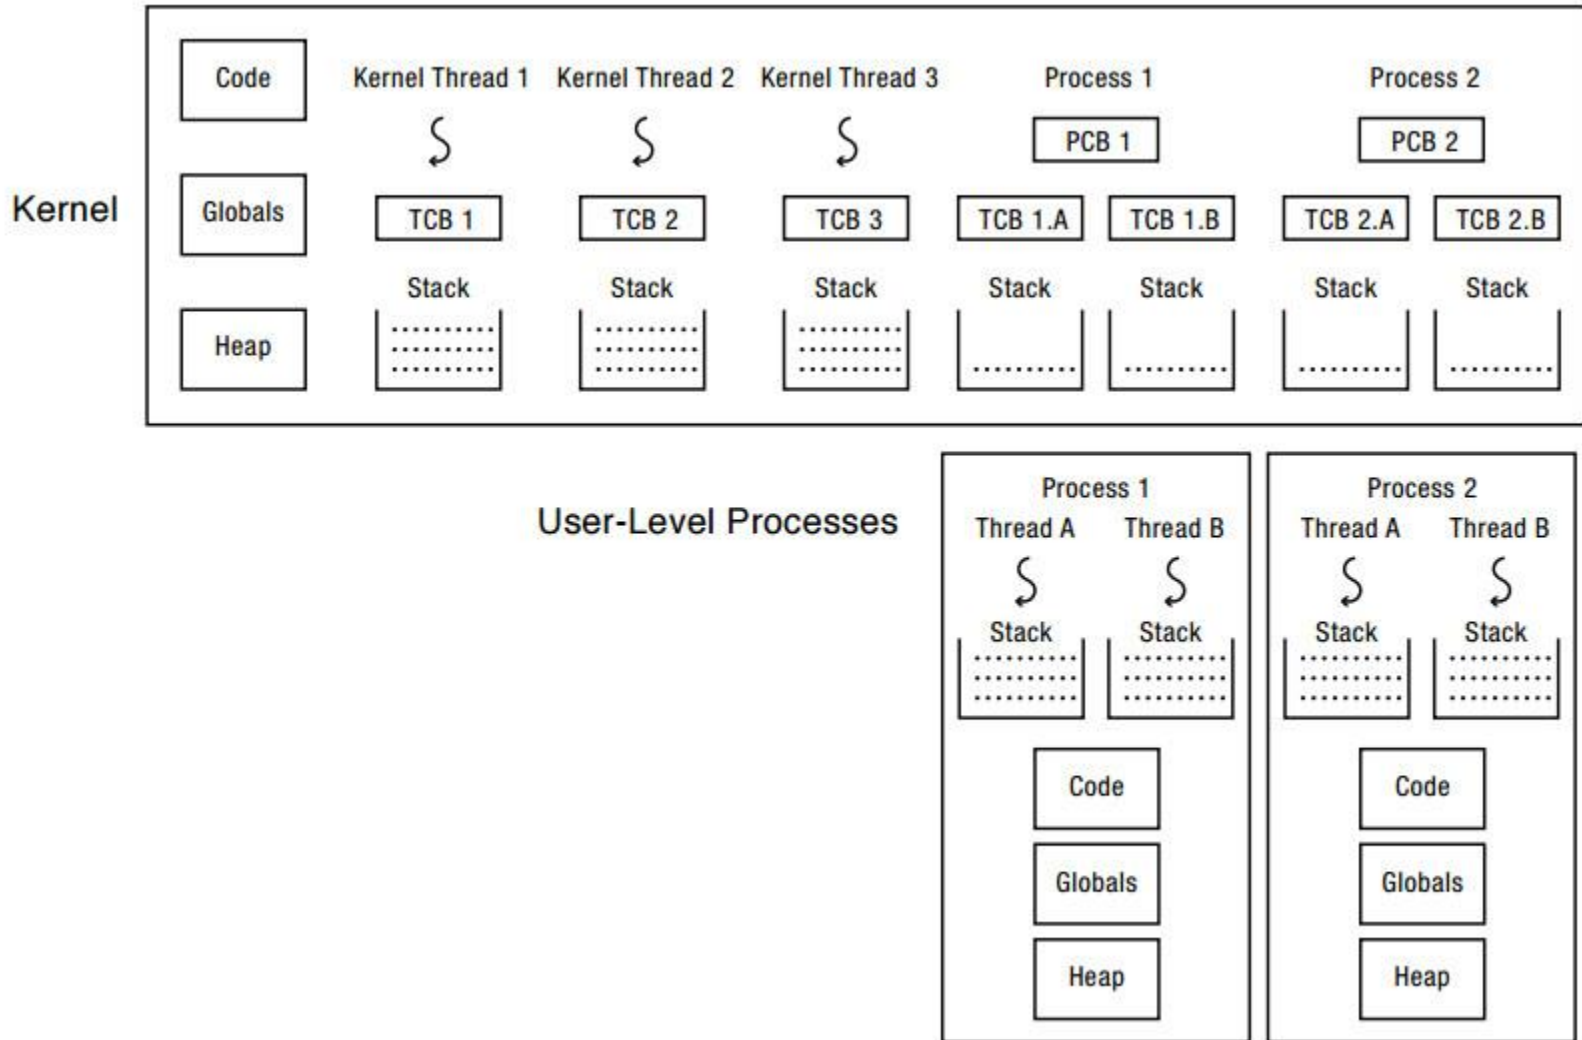 Code Kernel Thread 1 Kernel Thread 2 Kernel Thread 3 Process 1 Process 2
PCB 1 PCB 2
Kernel Globals TCB 1 TCB 2 TCB 3 TCB 1.A TCB 1.B TCB 2.A TCB 2.B
Stack Stack Stack Stack Stack Stack Stack
Heap
Process 1 Process 2
User-Level Processes Thread A Thread B Thread A Thread B
Stack Stack Stack Stack
Code Code
Globals Globals
Heap Heap